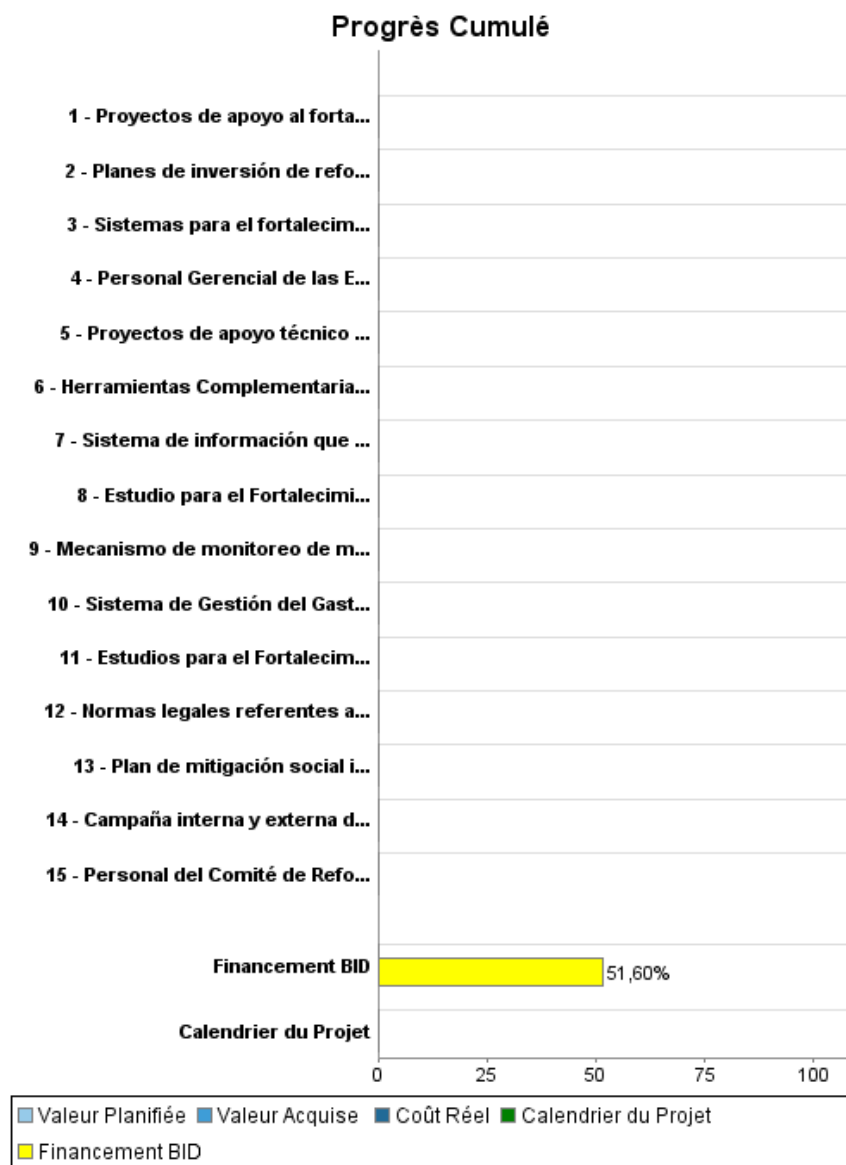 Progrès Cumulé
1 - Proyectos de apoyo al forta...
2 - Planes de inversión de refo...
3 - Sistemas para el fortalecim...
4 - Personal Gerencial de las E...
5 - Proyectos de apoyo técnico ...
6 - Herramientas Complementaria...
7 - Sistema de información que ...
8 - Estudio para el Fortalecimi...
9 - Mecanismo de monitoreo de m...
10 - Sistema de Gestión del Gast...
11 - Estudios para el Fortalecim...
12 - Normas legales referentes a...
13 - Plan de mitigación social i...
14 - Campaña interna y externa d...
15 - Personal del Comité de Refo...
Financement BID 51,60%
Calendrier du Projet
0 25 50 75 100
Valeur Planifiée Valeur Acquise Coût Réel Calendrier du Projet
Financement BID